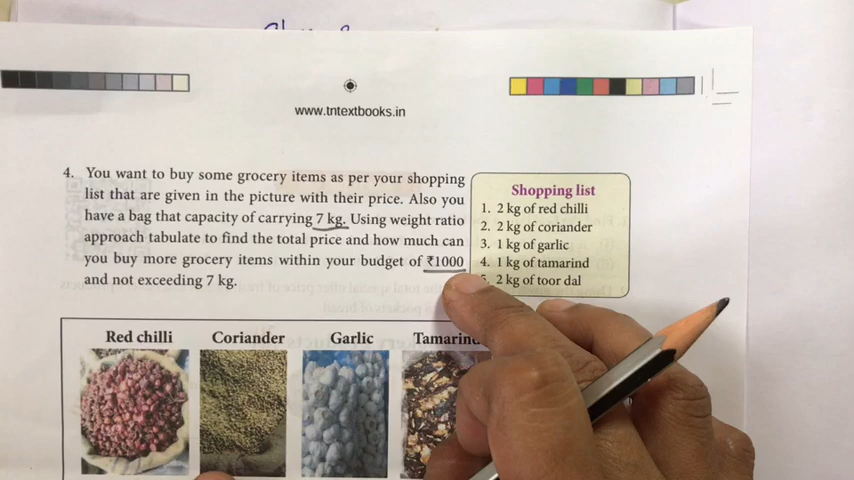 www.tntextbooks.in
4. You want to buy some grocery items as per your shopping
list that are given in the picture with their price. Also you
have a bag that capacity of carrying 7 kg. Using weight ratio
approach tabulate to find the total price and how much can
you buy more grocery items within your budget of ₹1000
and not exceeding 7 kg.
Shopping list
1. 2 kg of red chilli
2. 2 kg of coriander
3. 1 kg of garlic
4. 1 kg of tamarind
5. 2 kg of toor dal
Red chilli Coriander Garlic